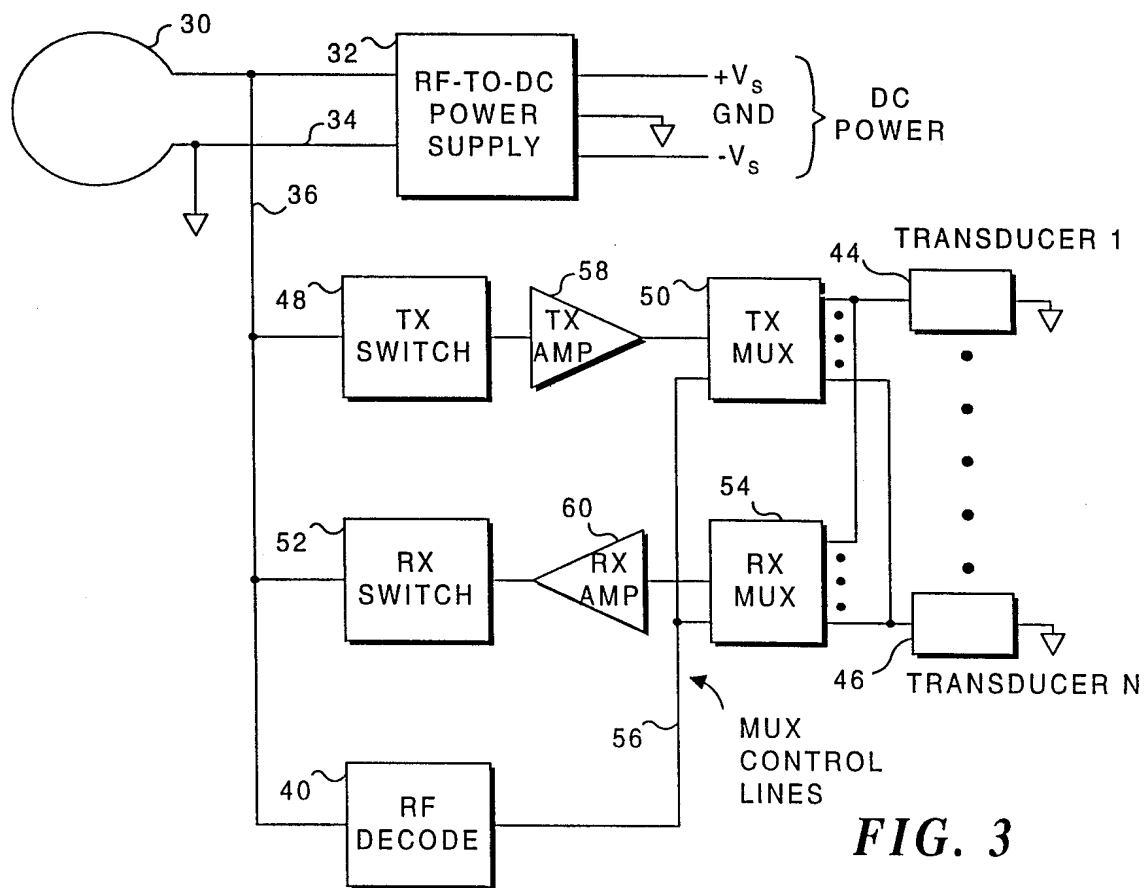 30
32
RF-TO-DC
POWER
SUPPLY
+Vs
GND
-Vs
DC
POWER
34
36
TRANSDUCER 1
44
48
TX
SWITCH
58
TX
AMP
50
TX
MUX
52
RX
SWITCH
60
RX
AMP
54
RX
MUX
46
TRANSDUCER N
56
MUX
CONTROL
LINES
40
RF
DECODE
FIG. 3